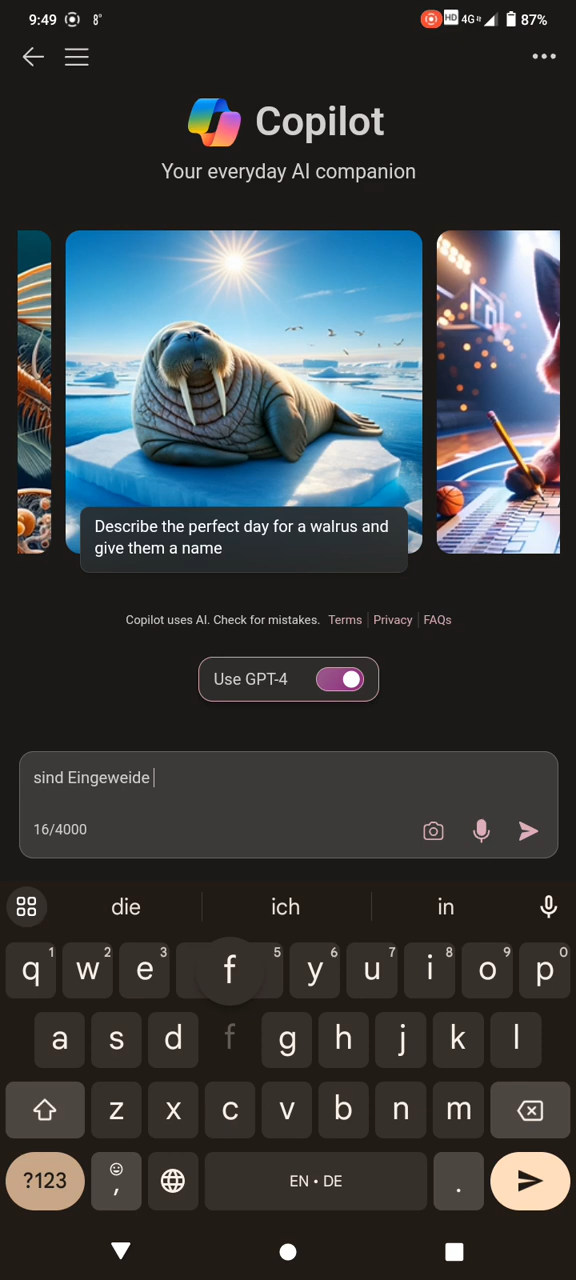 9:49 8°
HD 4G 87%
Copilot
Your everyday AI companion
Describe the perfect day for a walrus and
give them a name
Copilot uses AI. Check for mistakes. Terms Privacy FAQs
Use GPT-4
sind Eingeweide
16/4000
die ich in
q 1 w 2 e 3 f 5 y 6 u 7 i 8 o 9 p 0
a s d f g h j k l
z x c v b n m
?123 , EN • DE .